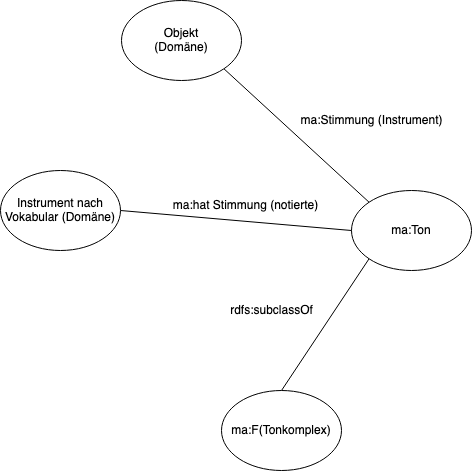 Objekt
(Domäne)
ma:Stimmung (Instrument)
Instrument nach
Vokabular (Domäne)
ma:hat Stimmung (notierte)
ma:Ton
rdfs:subclassOf
ma:F(Tonkomplex)